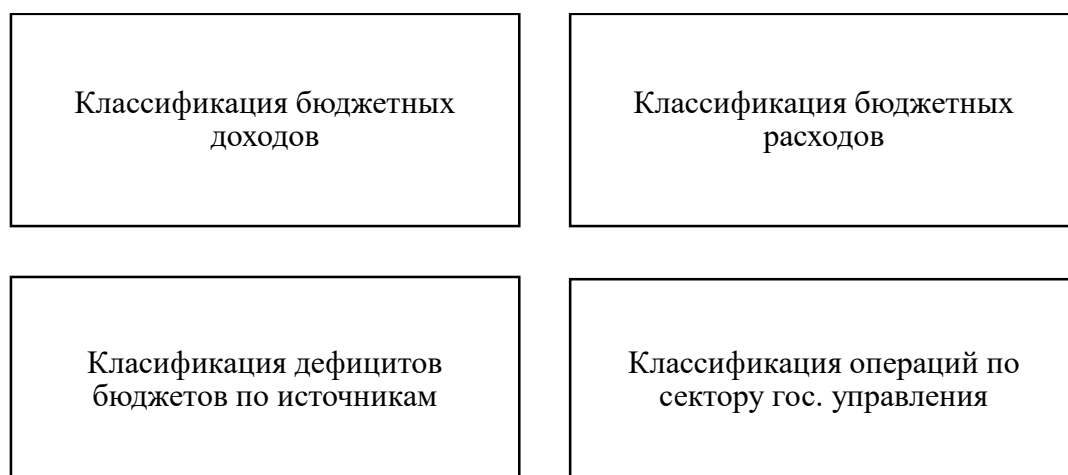 Классификация бюджетных
доходов
Классификация бюджетных
расходов
Класификация дефицитов
бюджетов по источникам
Классификация операций по
сектору гос. управления